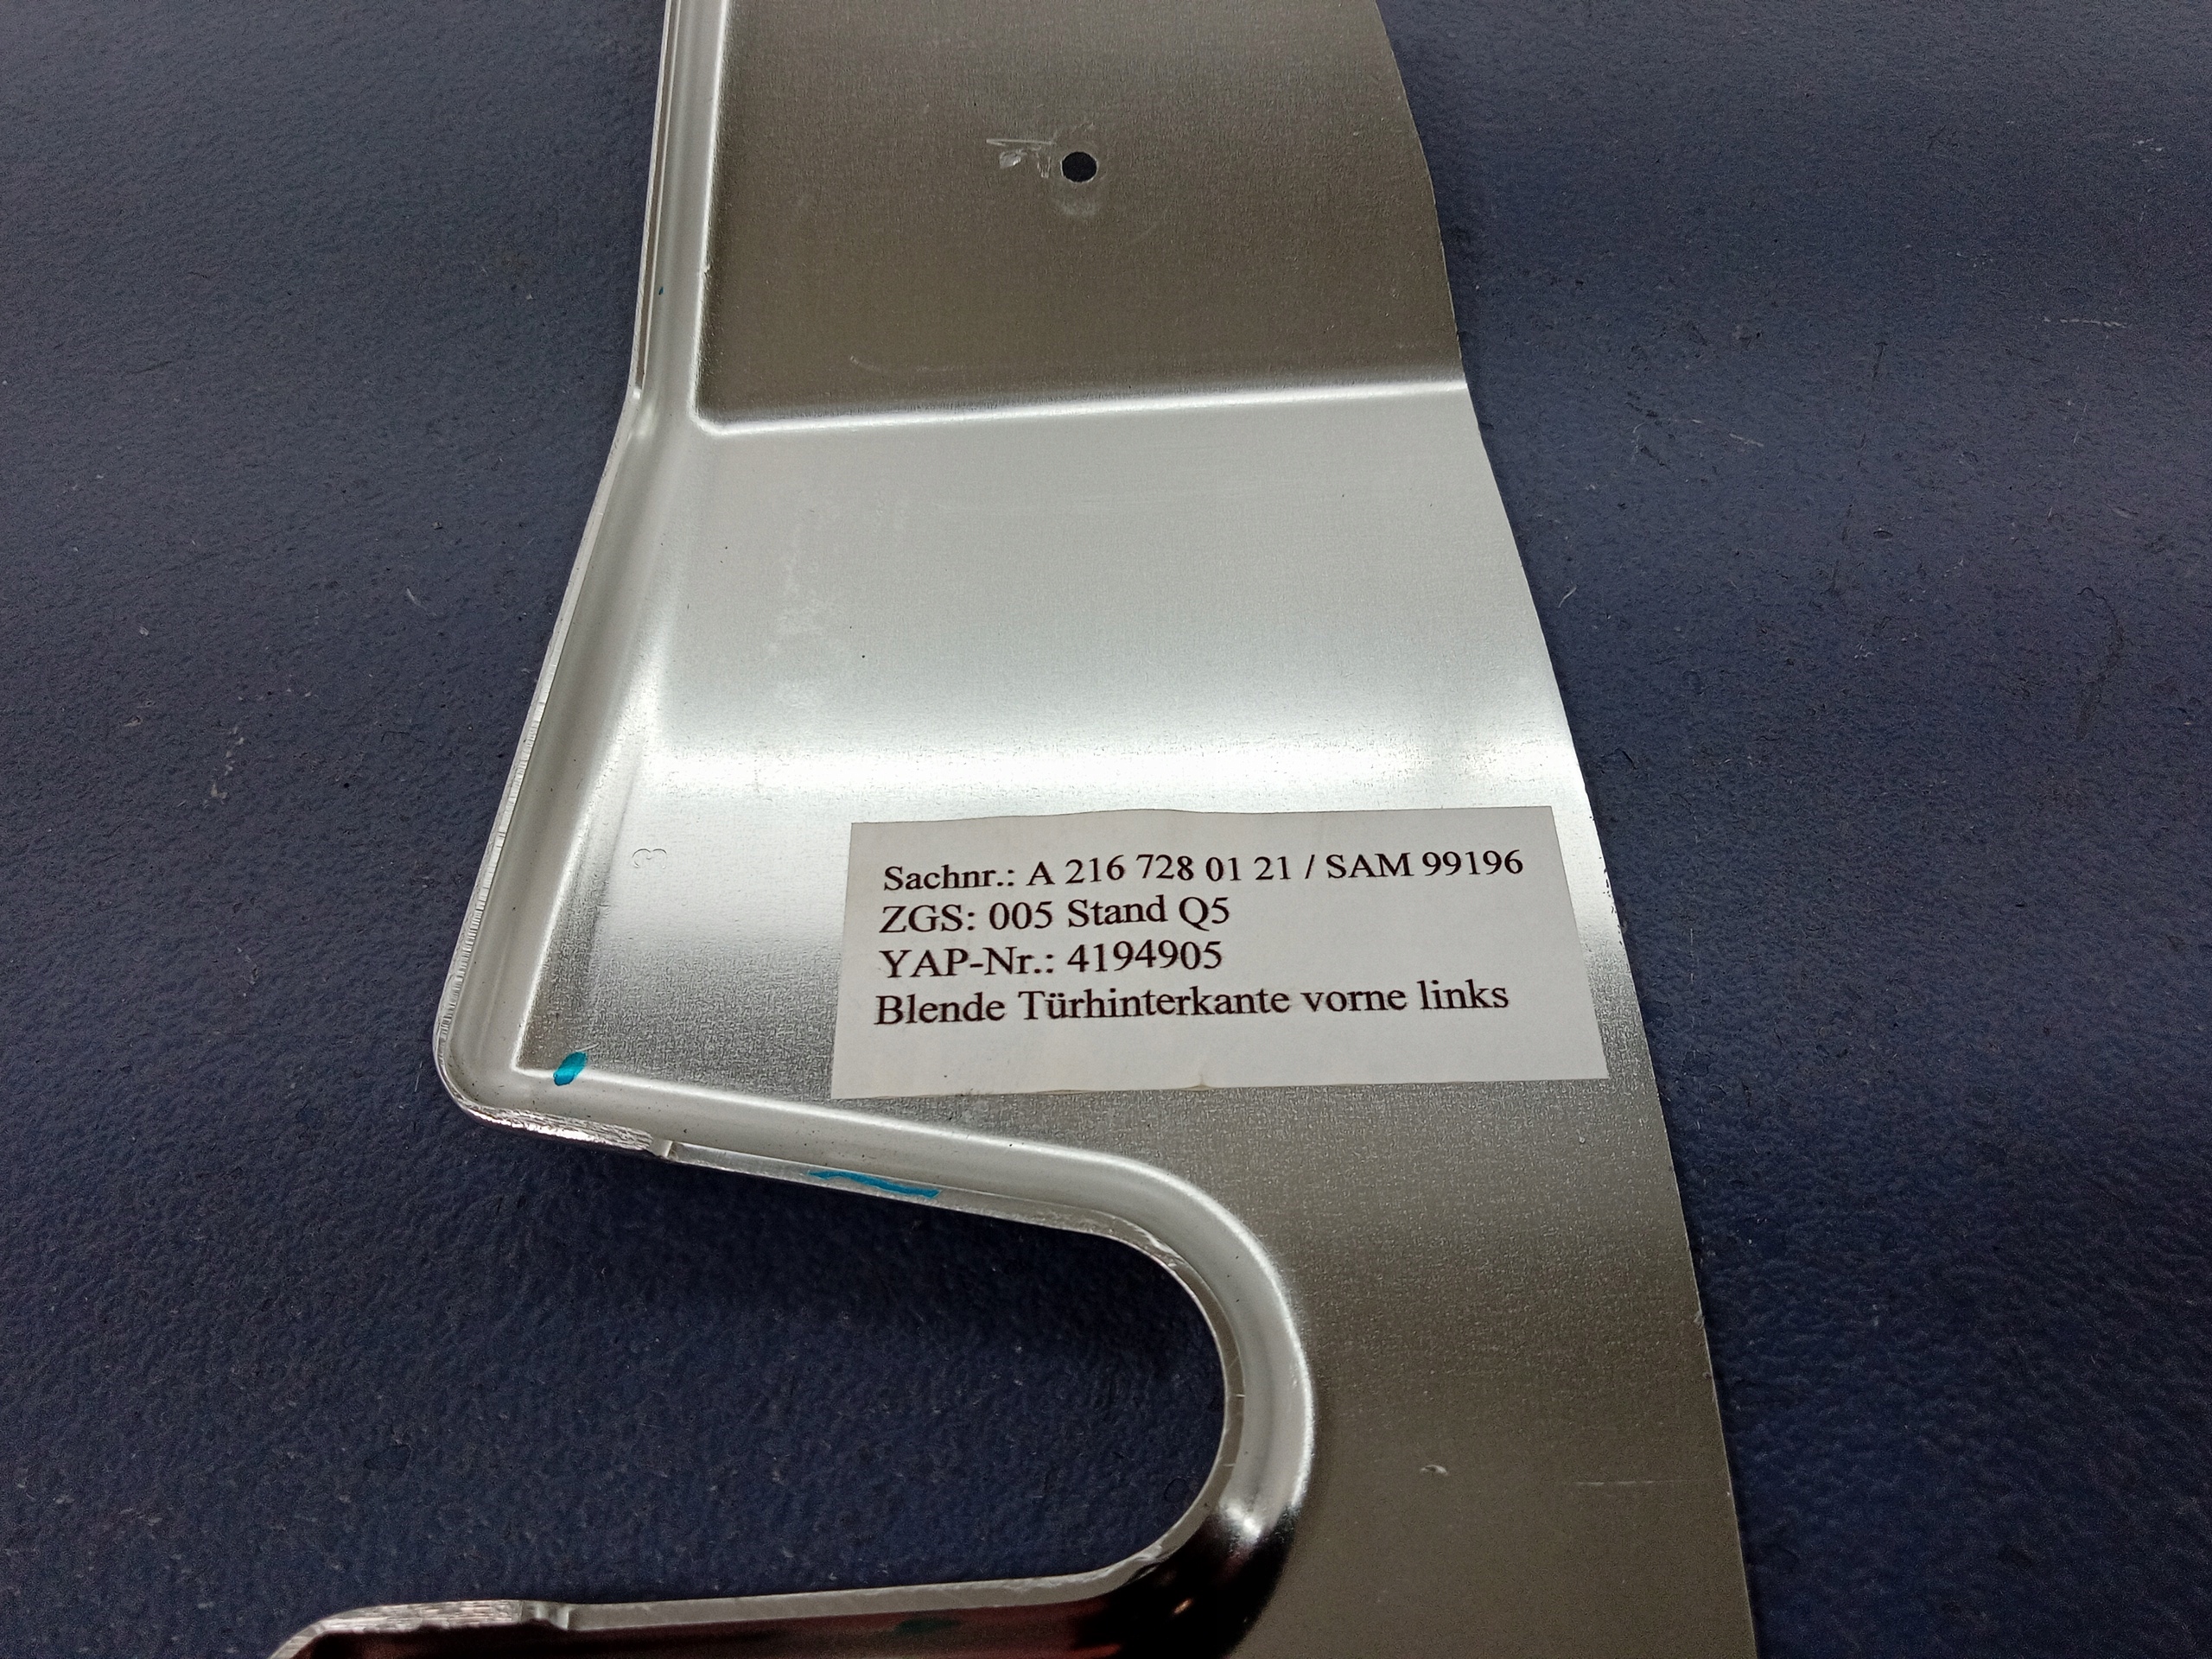 Sachnr.: A 216 728 01 21 / SAM 99196
ZGS: 005 Stand Q5
YAP-Nr.: 4194905
Blende Türhinterkante vorne links